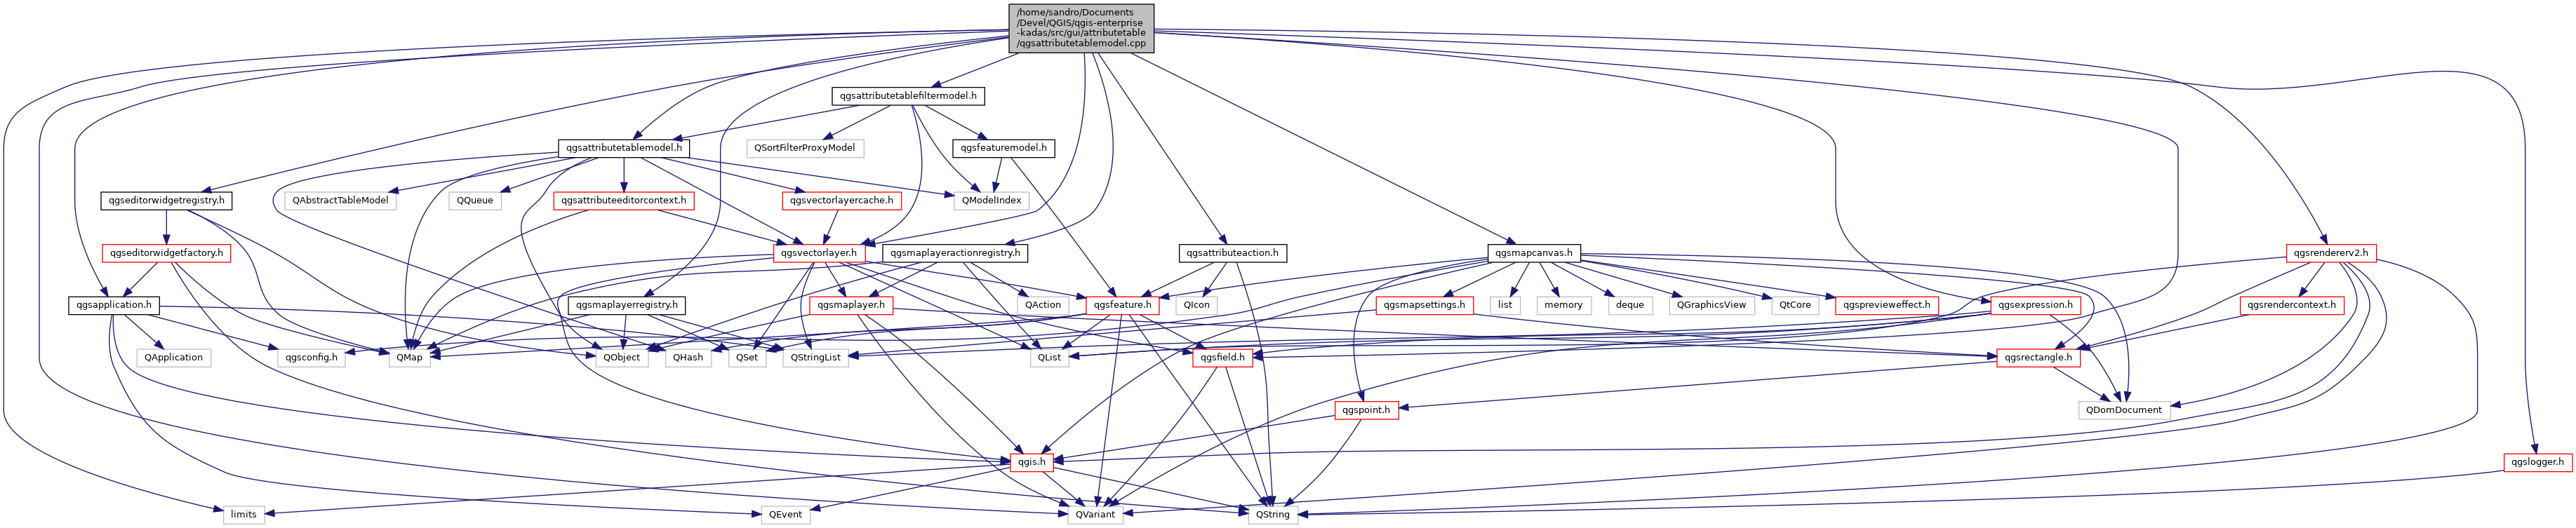 /home/sandro/Documents
/Devel/QGIS/qgis-enterprise
-kadas/src/gui/attributetable
/qgsattributetablemodel.cpp
qgsattributetablefiltermodel.h
qgsattributetablemodel.h
QSortFilterProxyModel
qgsfeaturemodel.h
qgseditorwidgetregistry.h
QAbstractTableModel
QQueue
qgsattributeeditorcontext.h
qgsvectorlayercache.h
QModelIndex
qgseditorwidgetfactory.h
qgsvectorlayer.h
qgsmaplayeractionregistry.h
qgsattributeaction.h
qgsmapcanvas.h
qgsrendererv2.h
qgsapplication.h
qgsmaplayerregistry.h
qgsmaplayer.h
QAction
qgsfeature.h
QIcon
qgsmapsettings.h
list
memory
deque
QGraphicsView
QtCore
qgsprevieweffect.h
qgsexpression.h
qgsrendercontext.h
QApplication
qgsconfig.h
QMap
QObject
QHash
QSet
QStringList
QList
qgsfield.h
qgsrectangle.h
qgspoint.h
QDomDocument
qgis.h
qgslogger.h
limits
QEvent
QVariant
QString